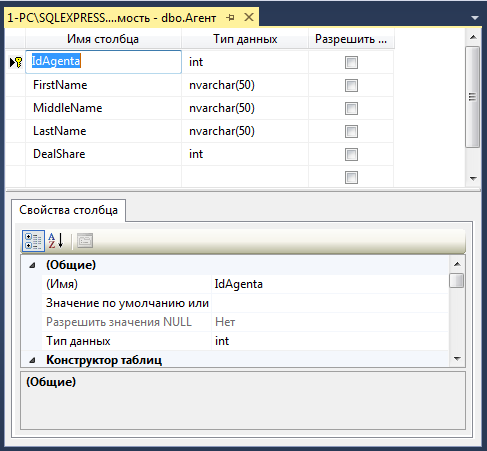 1-PC\SQLEXPRESS....мость - dbo.Агент
Имя столбца Тип данных Разрешить ...
IdAgenta int
FirstName nvarchar(50)
MiddleName nvarchar(50)
LastName nvarchar(50)
DealShare int
Свойства столбца
(Общие)
(Имя) IdAgenta
Значение по умолчанию или
Разрешить значения NULL Нет
Тип данных int
Конструктор таблиц
(Общие)